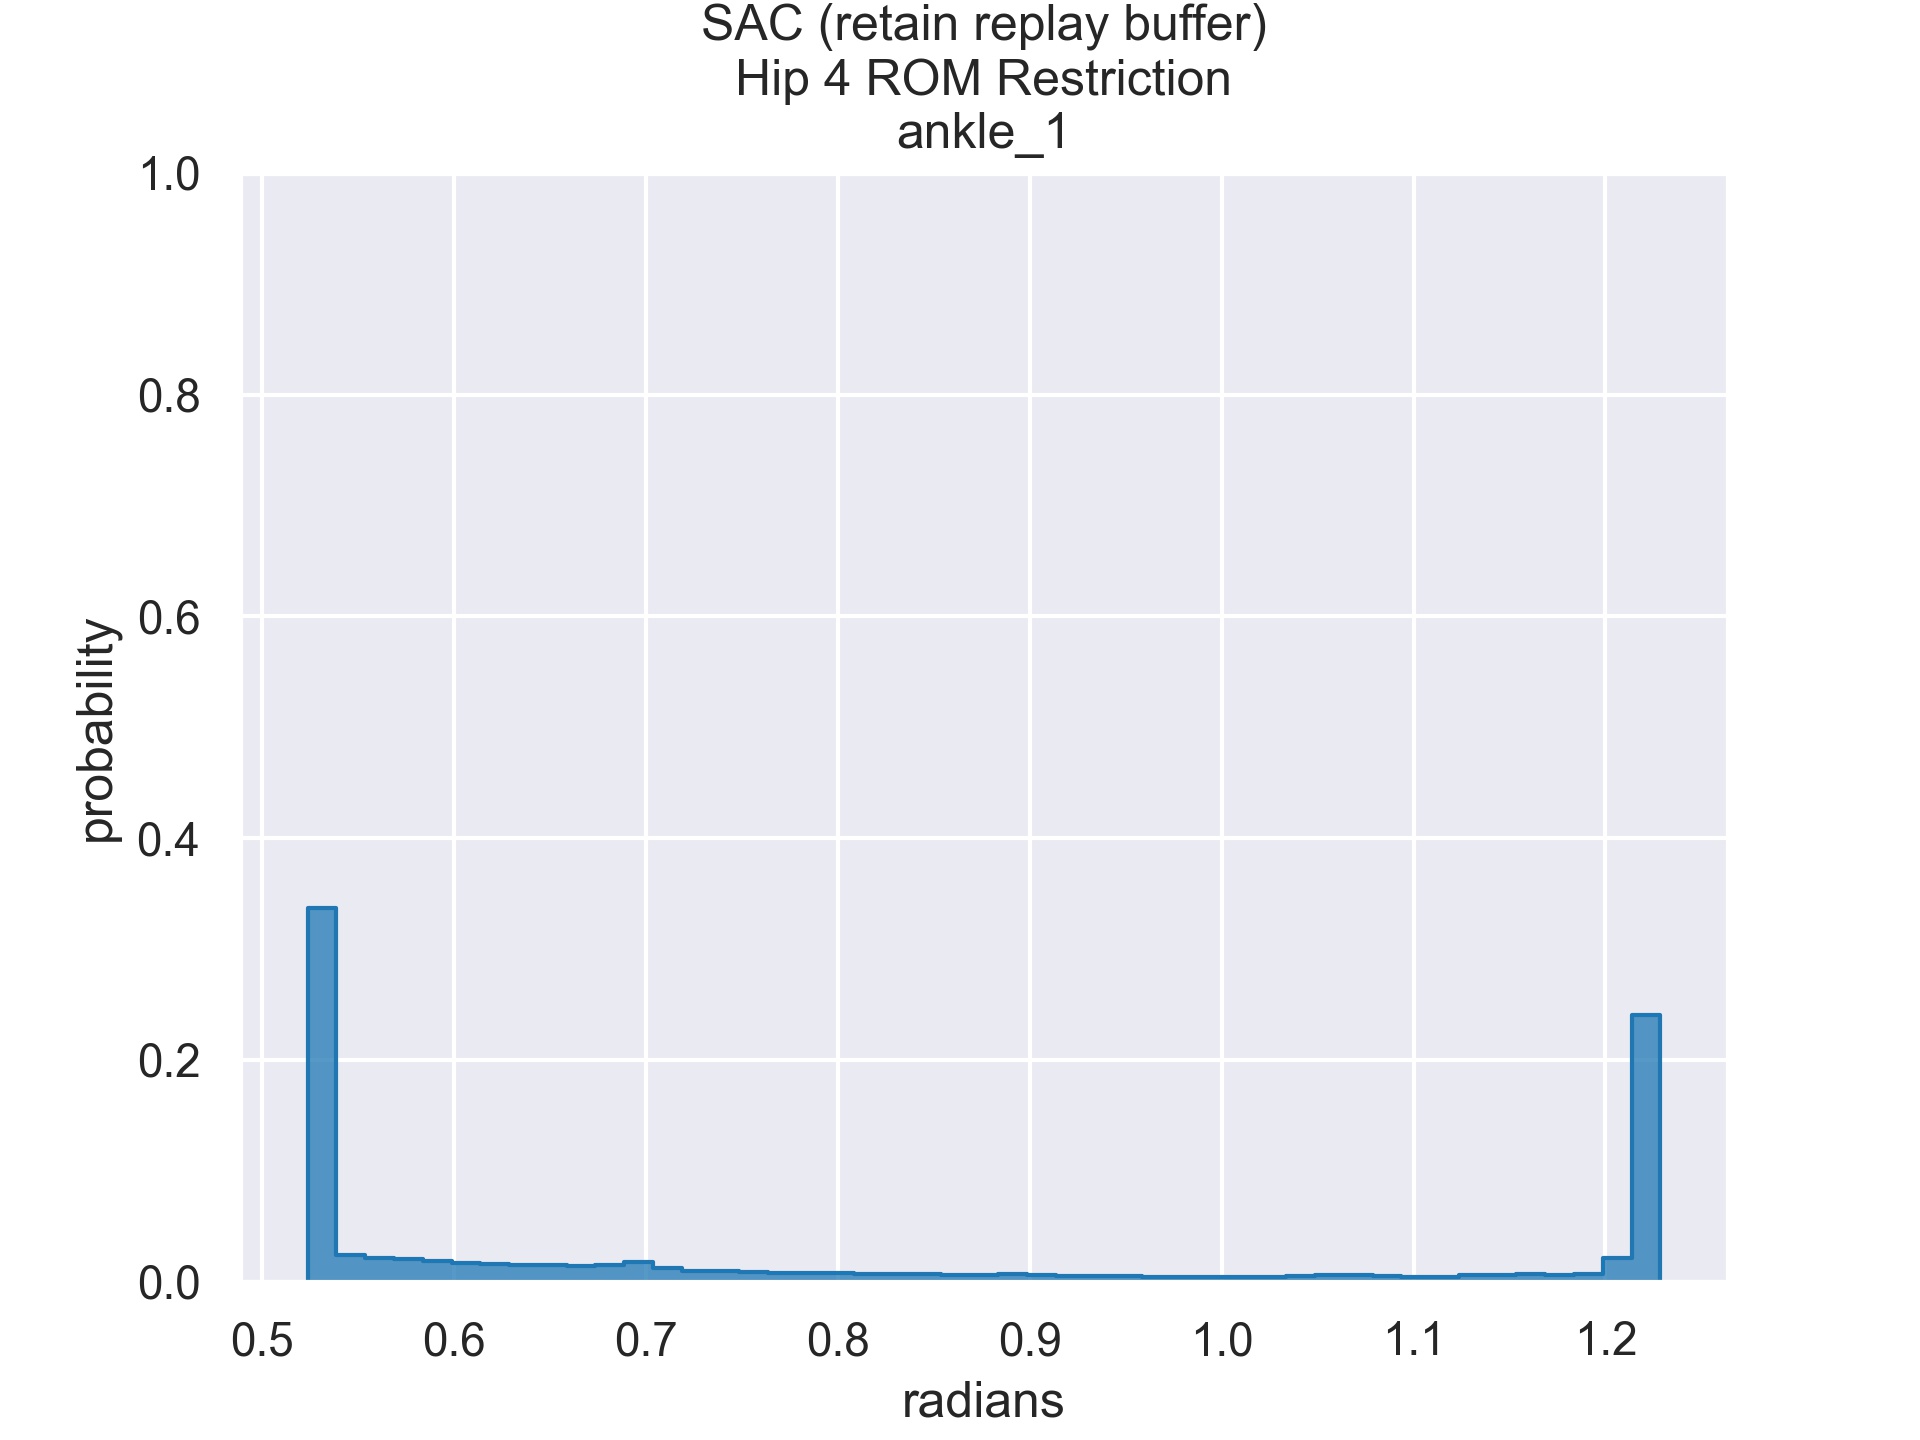 SAC (retain replay buffer)
Hip 4 ROM Restriction
ankle_1
1.0
0.8
0.6
0.4
0.2
0.0
probability
0.5 0.6 0.7 0.8 0.9 1.0 1.1 1.2
radians